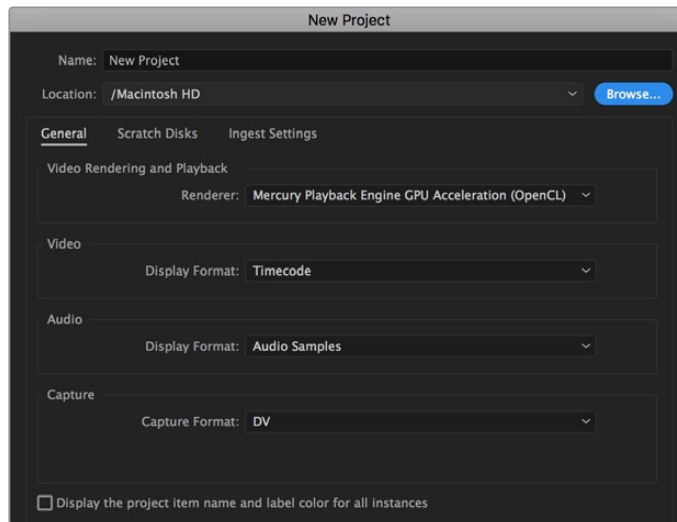 New Project
Name: New Project
Location: /Macintosh HD Browse...
General Scratch Disks Ingest Settings
Video Rendering and Playback
Renderer: Mercury Playback Engine GPU Acceleration (OpenCL)
Video
Display Format: Timecode
Audio
Display Format: Audio Samples
Capture
Capture Format: DV
Display the project item name and label color for all instances